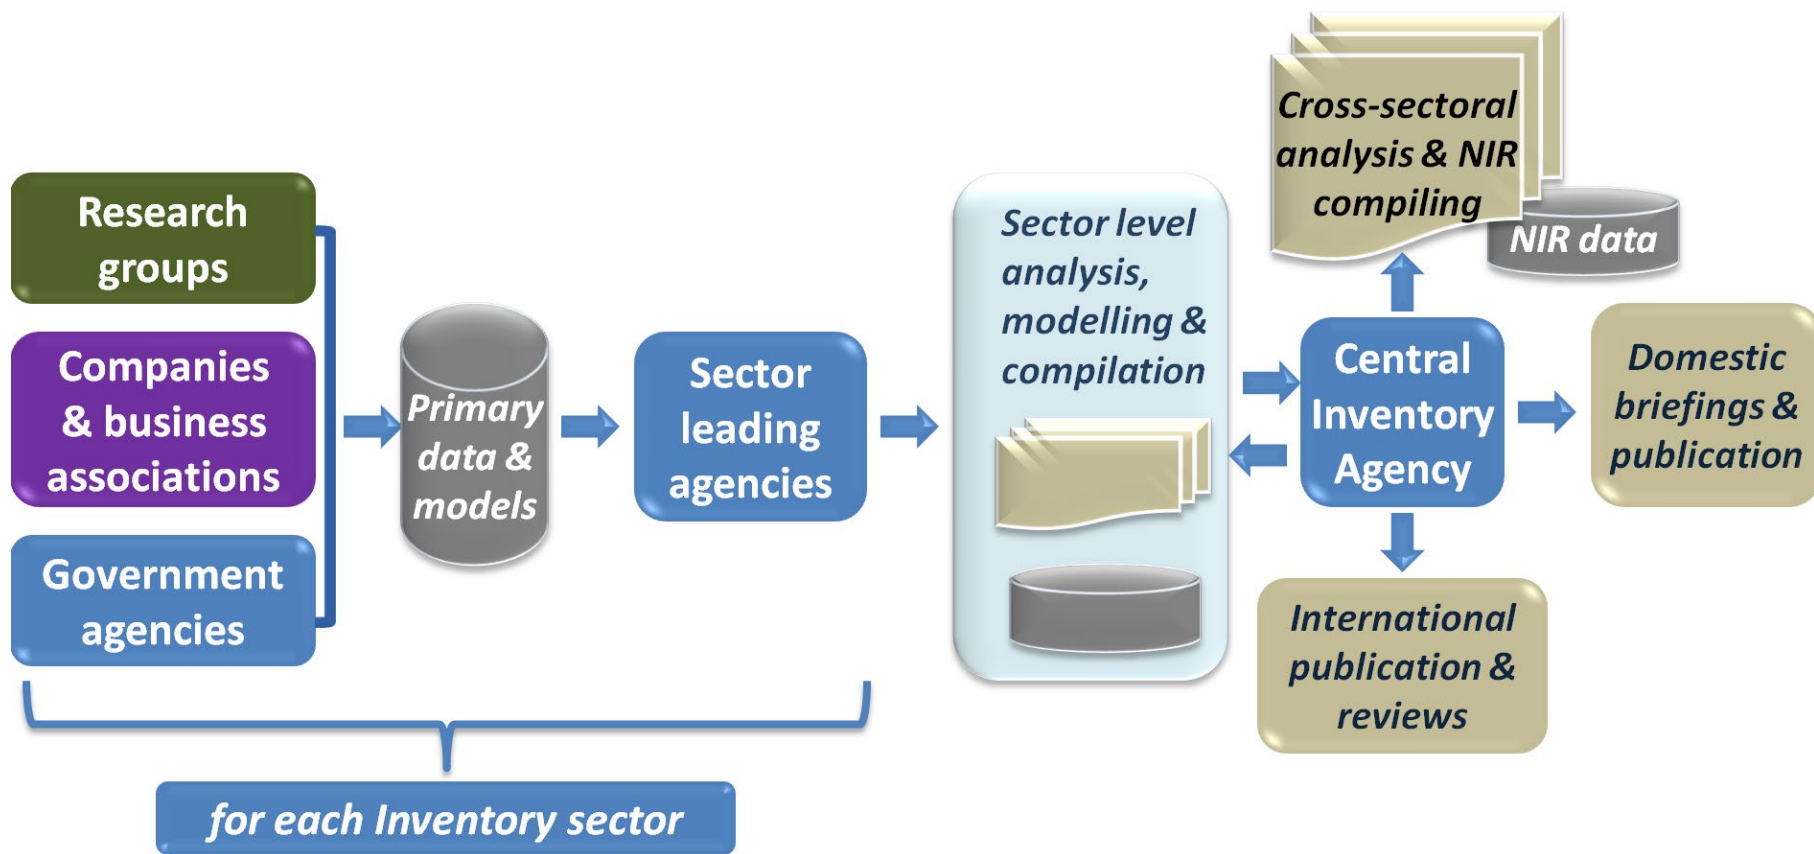 Research
groups
Companies
& business
associations
Government
agencies
Primary
data &
models
Sector
leading
agencies
for each Inventory sector
Sector level
analysis,
modelling &
compilation
Cross-sectoral
analysis & NIR
compiling
NIR data
Central
Inventory
Agency
Domestic
briefings &
publication
International
publication &
reviews